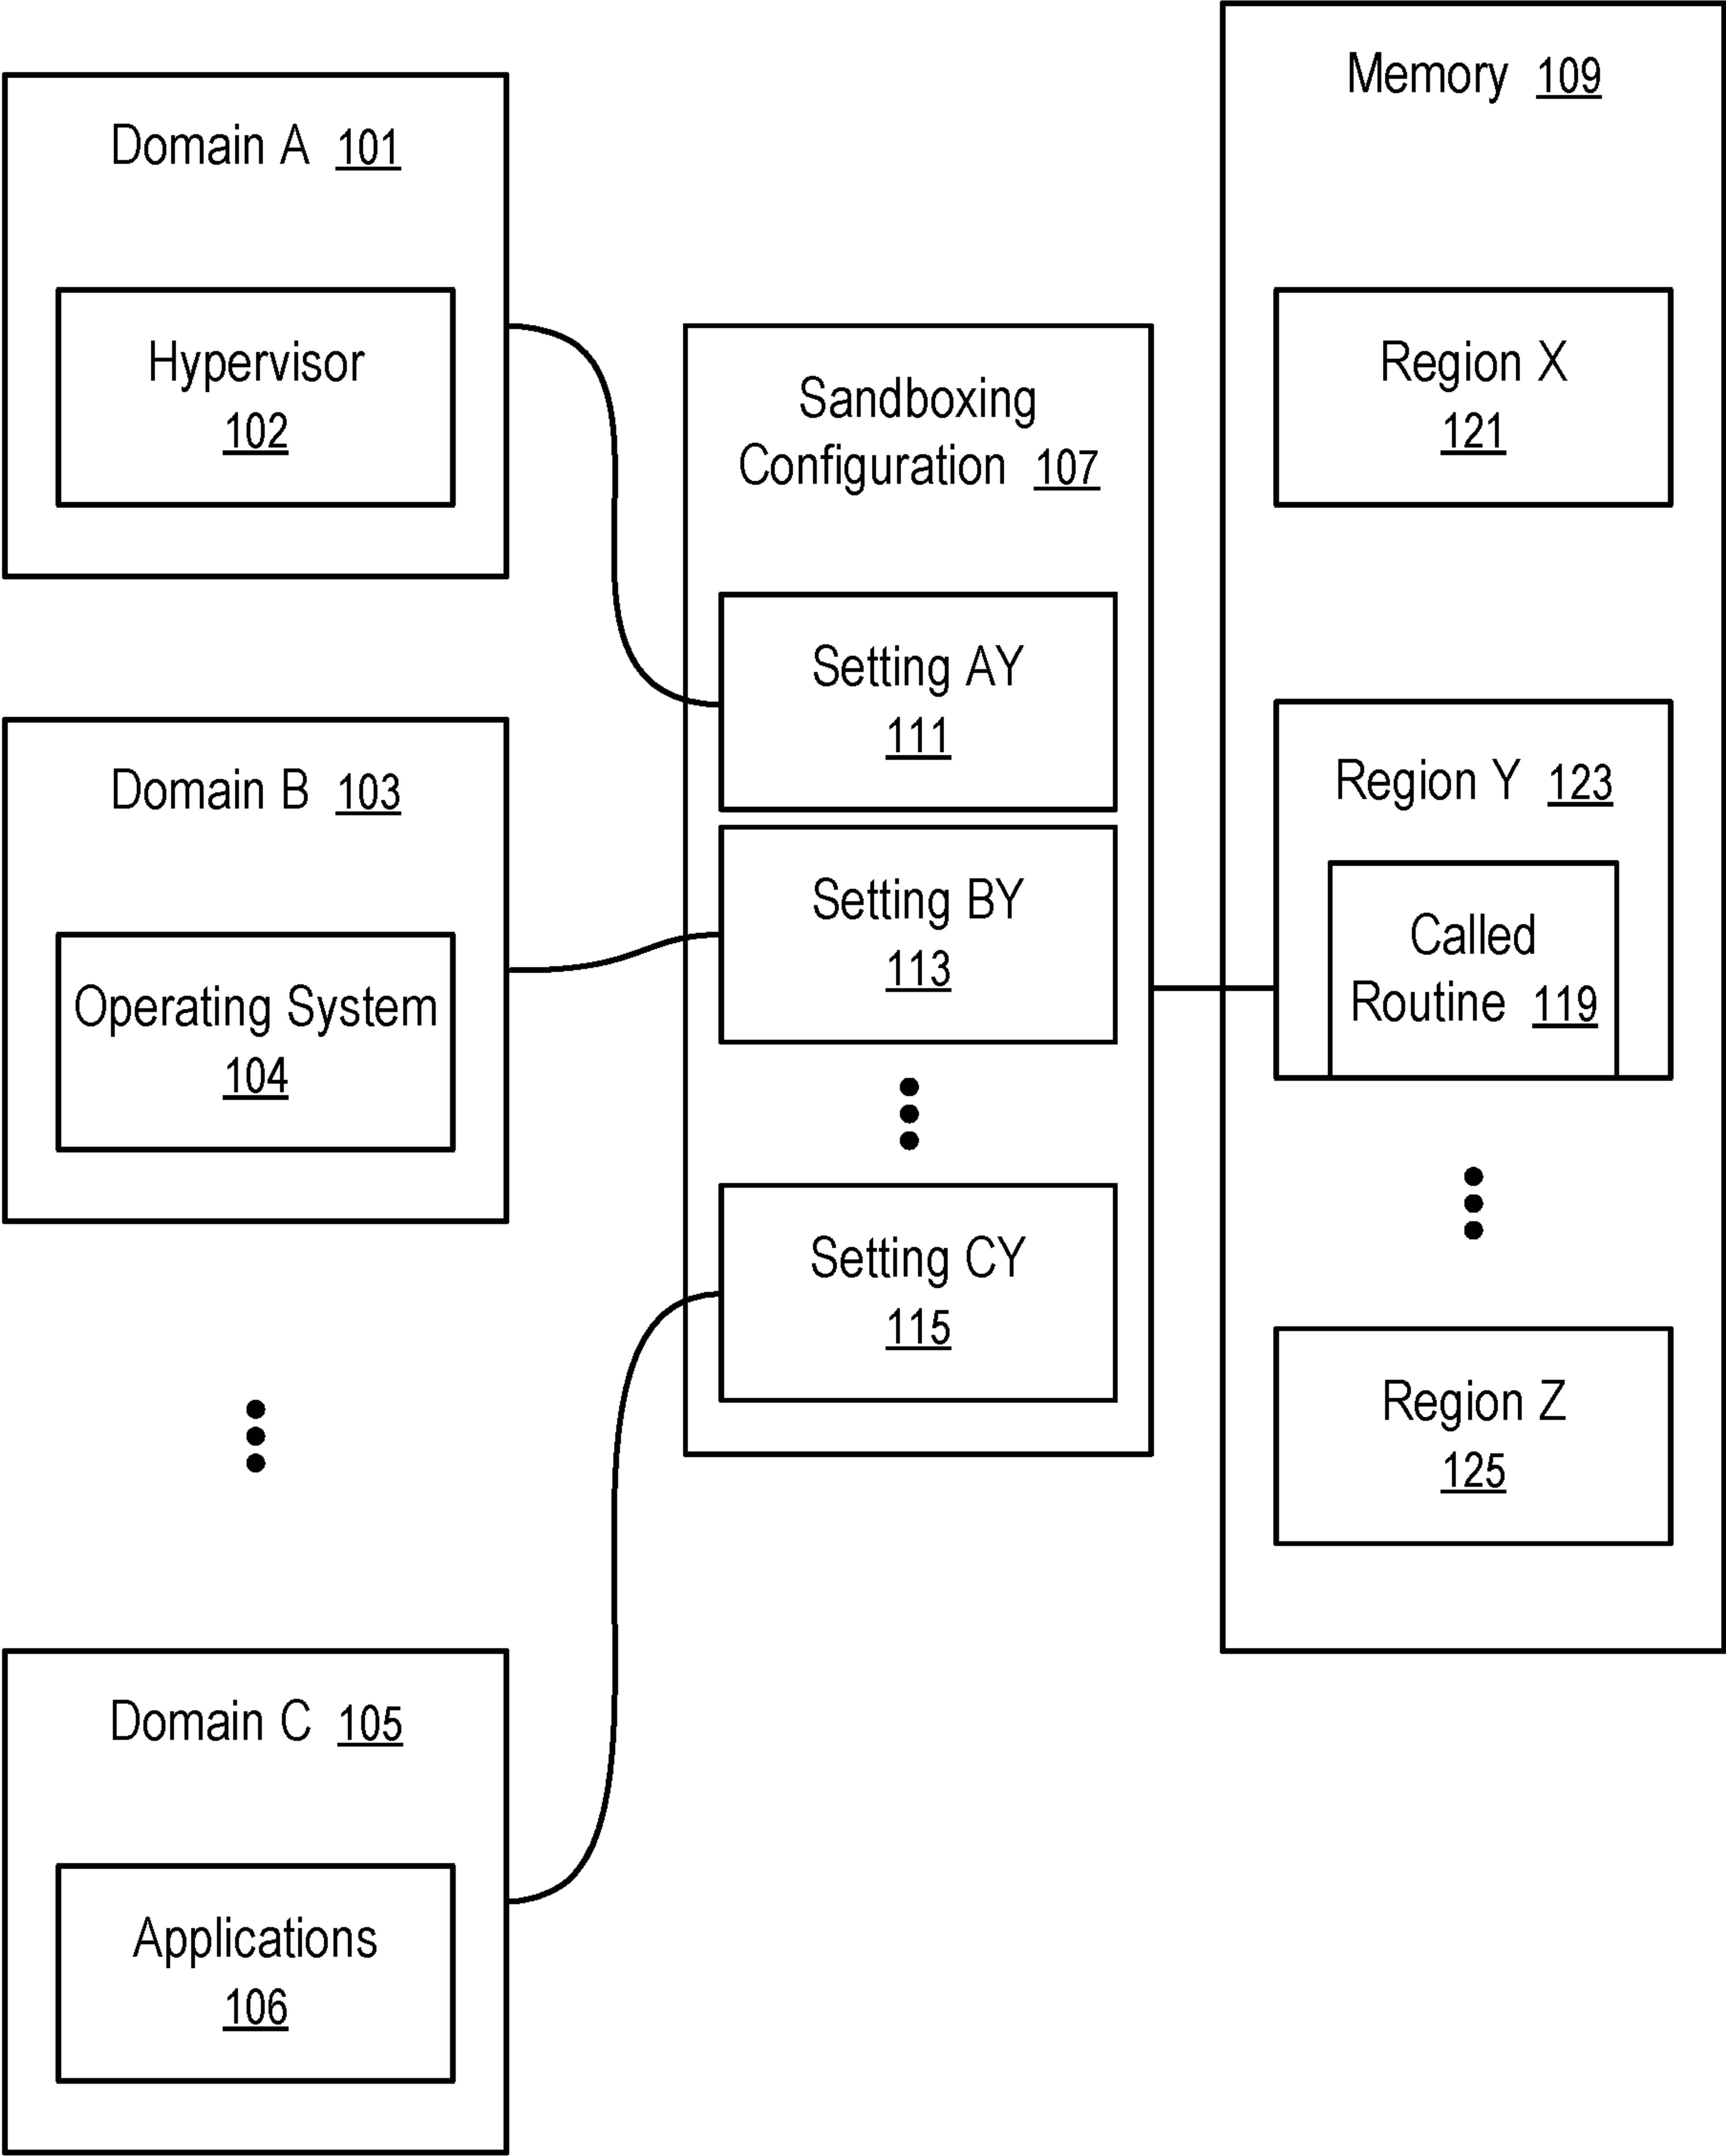 Domain A 101
Hypervisor
102
Domain B 103
Operating System
104
Domain C 105
Applications
106
Sandboxing
Configuration 107
Setting AY
111
Setting BY
113
Setting CY
115
Memory 109
Region X
121
Region Y 123
Called
Routine 119
Region Z
125